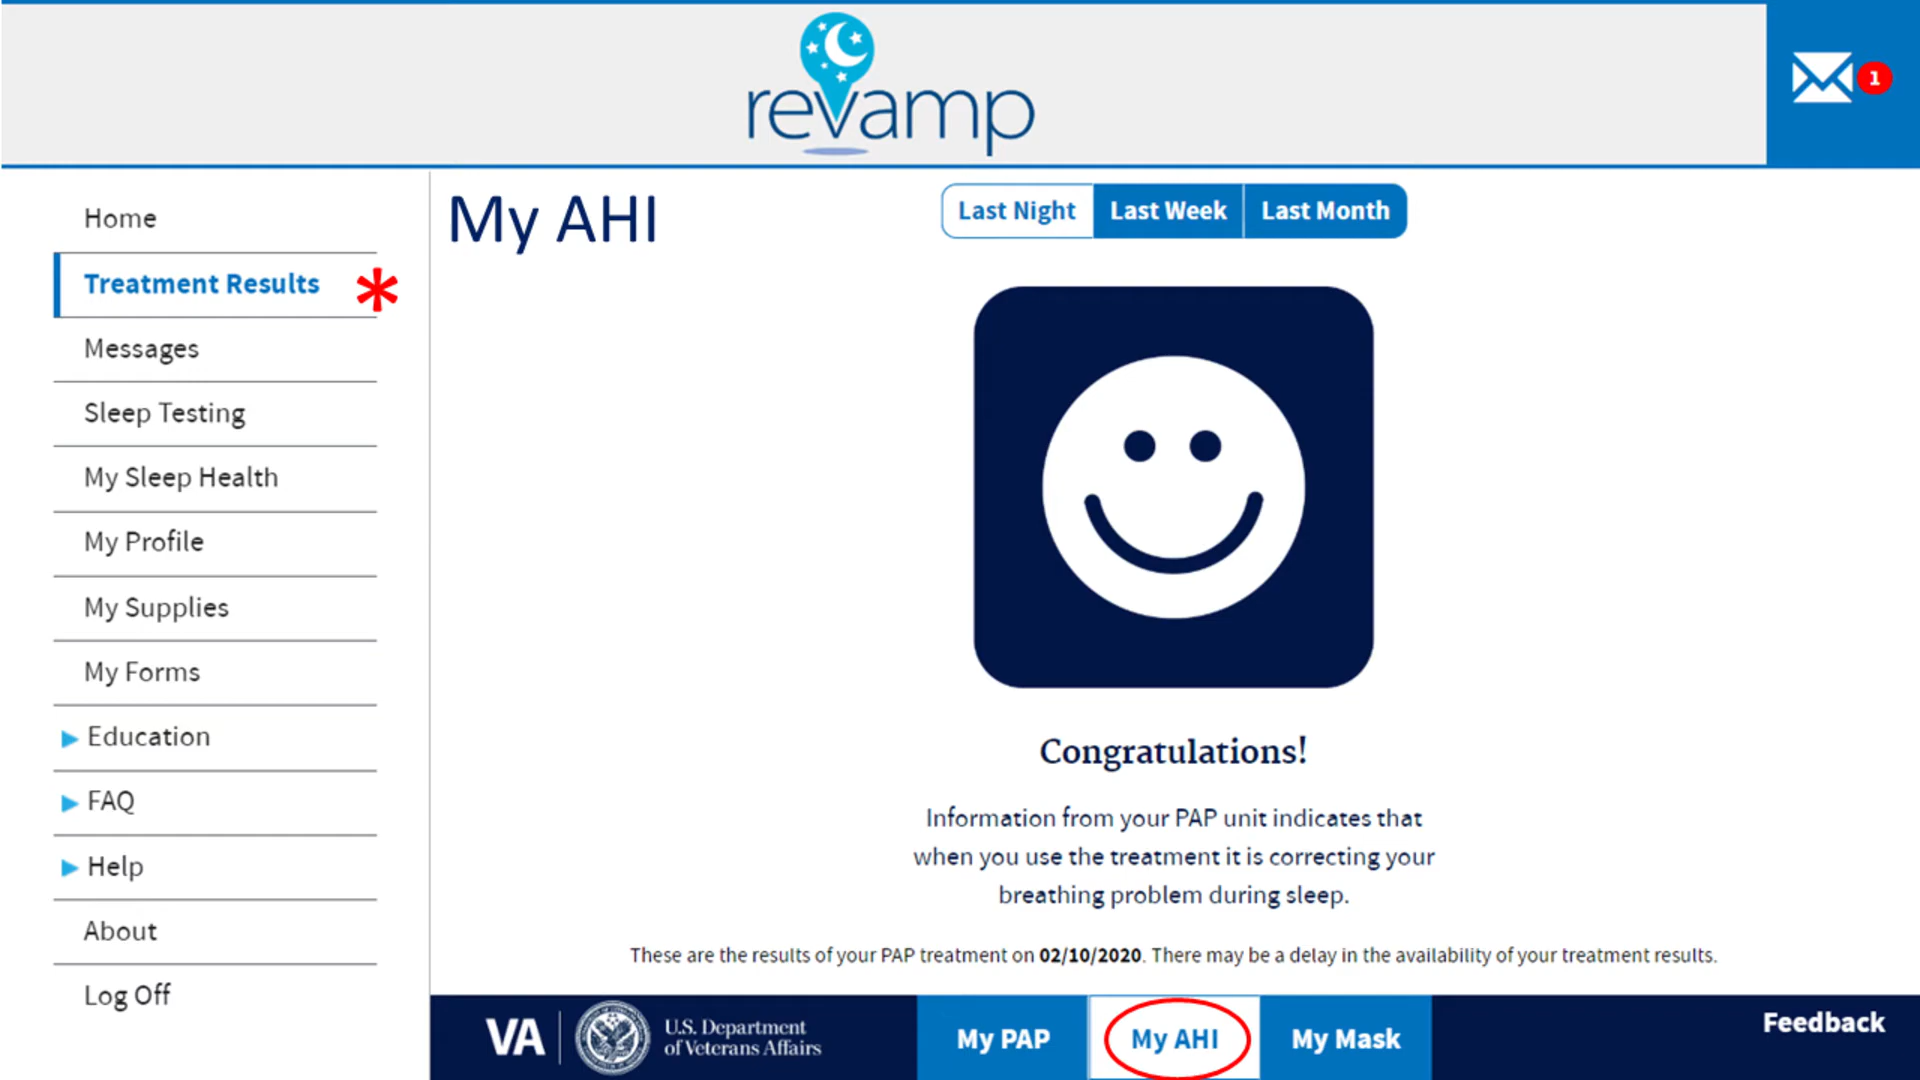 revamp
1
Home
Treatment Results *
Messages
Sleep Testing
My Sleep Health
My Profile
My Supplies
My Forms
Education
FAQ
Help
About
Log Off
My AHI
Last Night Last Week Last Month
Congratulations!
Information from your PAP unit indicates that
when you use the treatment it is correcting your
breathing problem during sleep.
These are the results of your PAP treatment on 02/10/2020. There may be a delay in the availability of your treatment results.
VA
U.S. Department
of Veterans Affairs
My PAP My AHI My Mask
Feedback